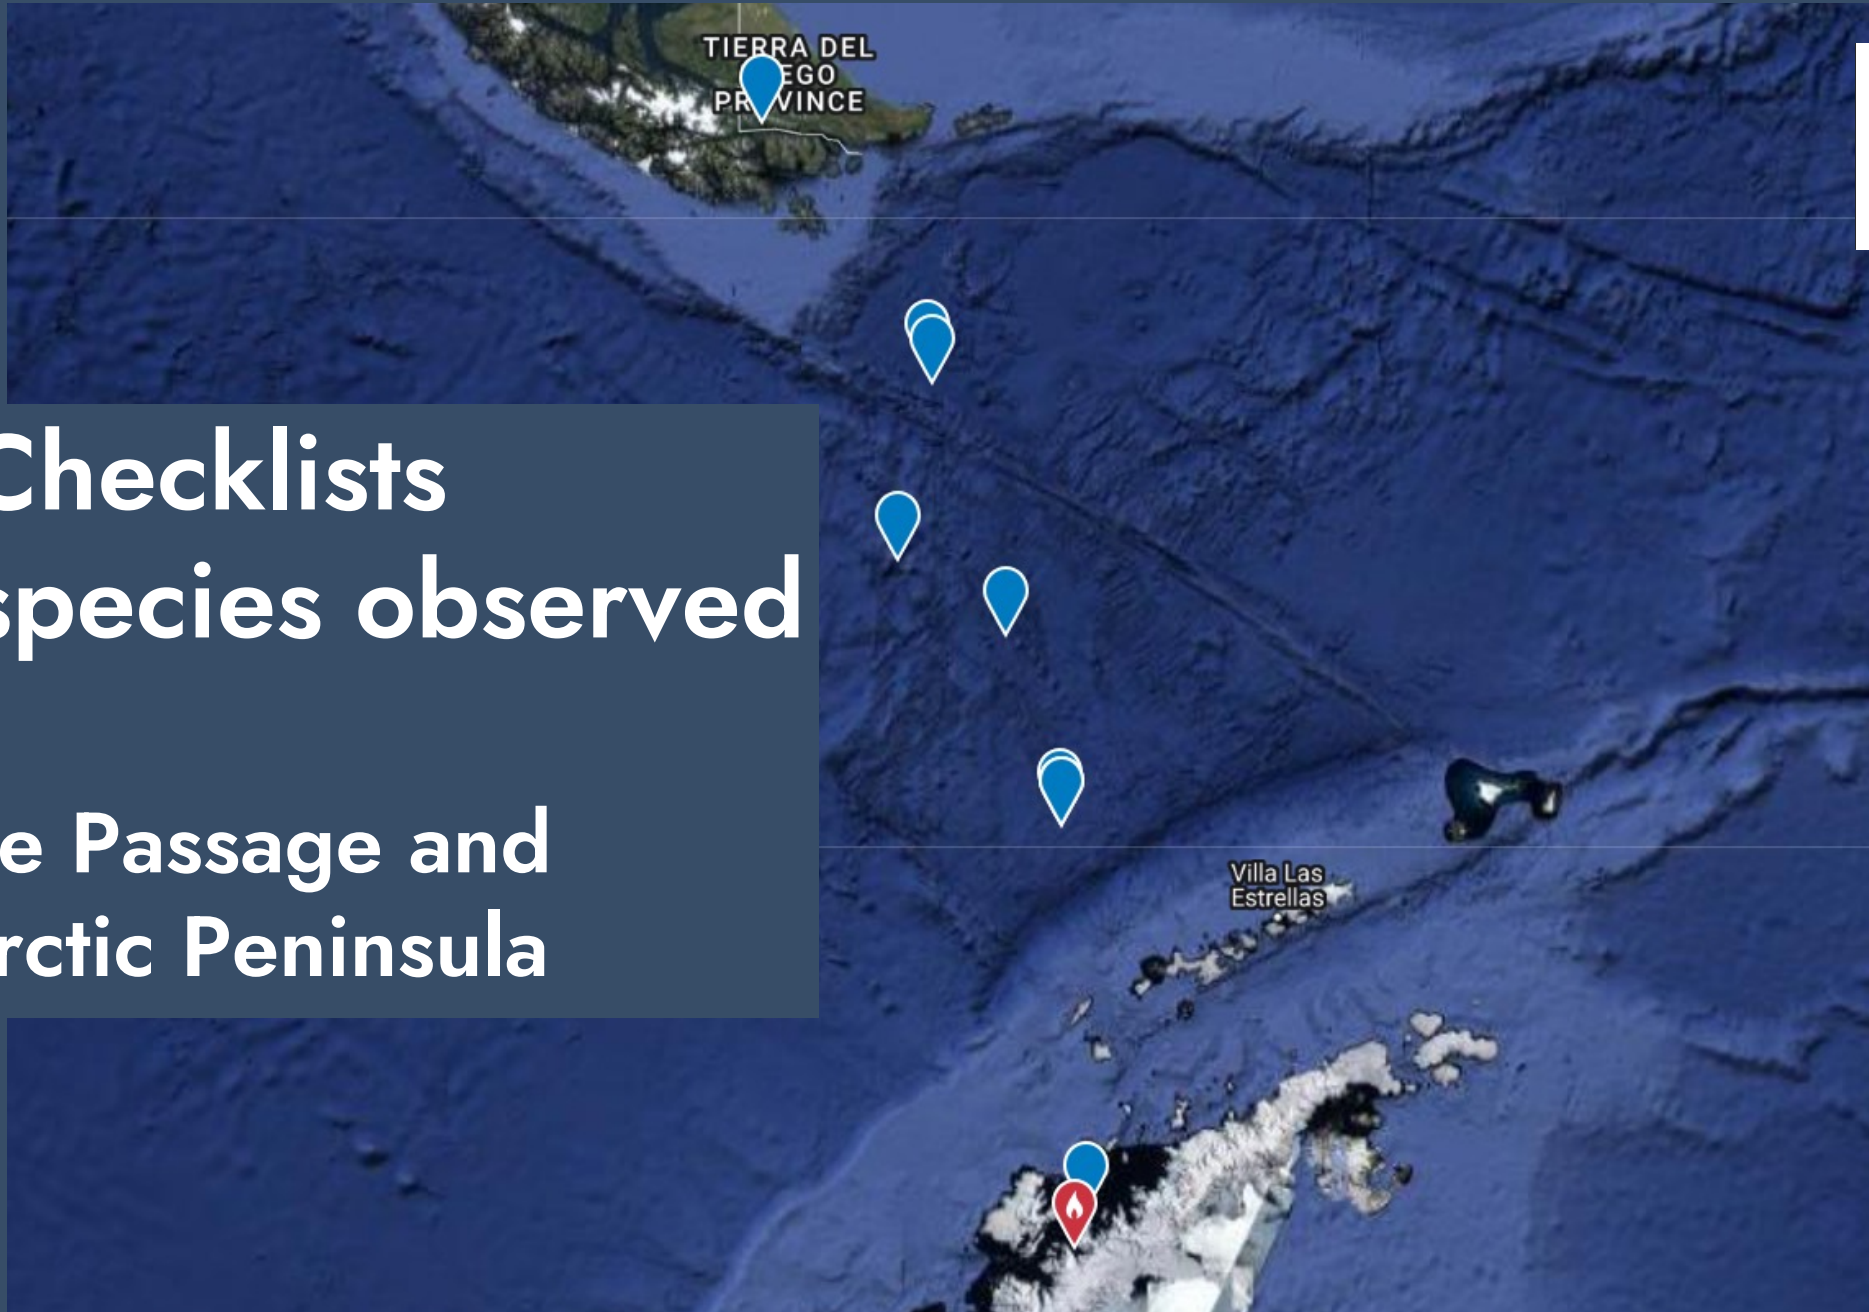 TIERRA DEL
EGO
PR VINCE
Checklists
species observed
e Passage and
rctic Peninsula
Villa Las
Estrellas